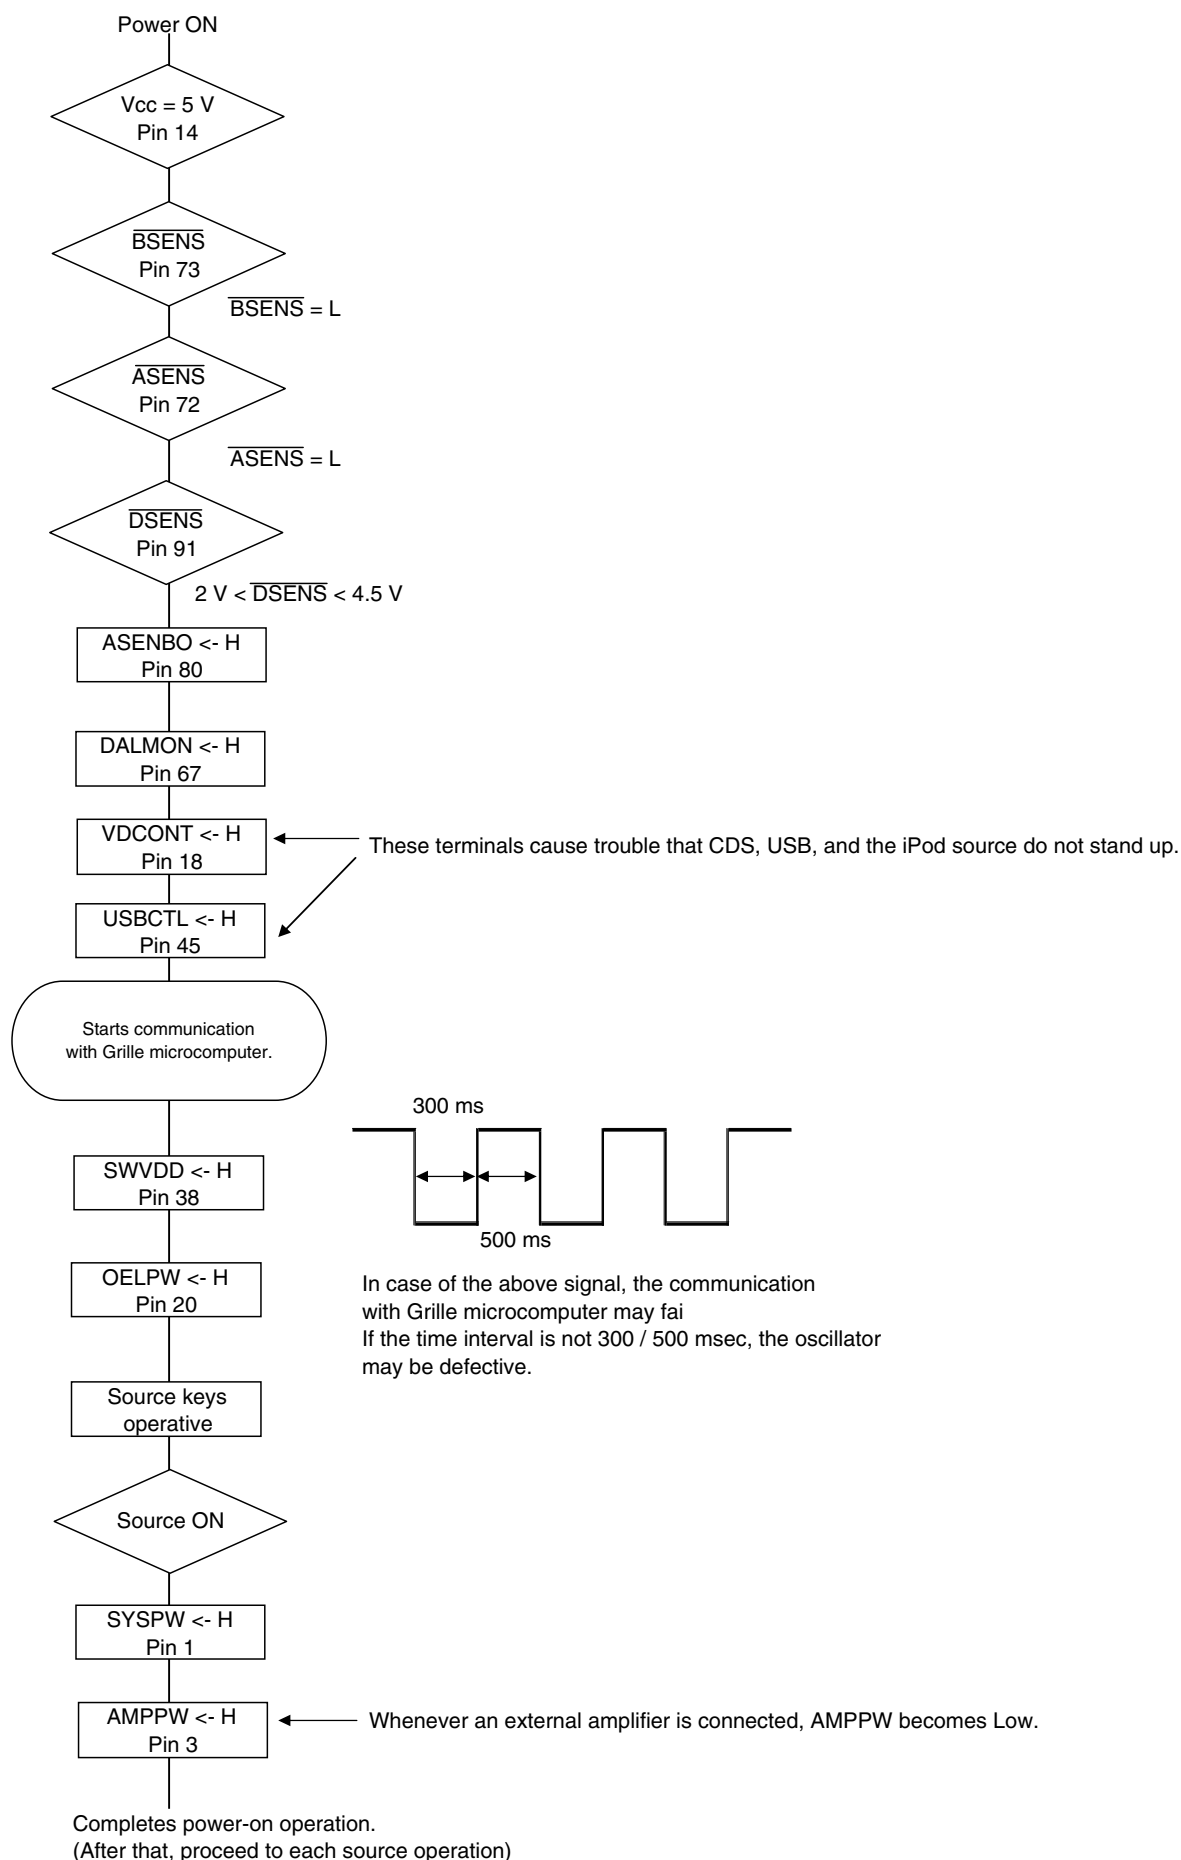 Power ON
Vcc = 5 V
Pin 14
BSENS
Pin 73
BSENS = L
ASENS
Pin 72
ASENS = L
DSENS
Pin 91
2 V < DSENS < 4.5 V
ASENBO <- H
Pin 80
DALMON <- H
Pin 67
VDCONT <- H
Pin 18
These terminals cause trouble that CDS, USB, and the iPod source do not stand up.
USBCTL <- H
Pin 45
Starts communication
with Grille microcomputer.
300 ms
500 ms
SWVDD <- H
Pin 38
OELPW <- H
Pin 20
In case of the above signal, the communication
with Grille microcomputer may fai
If the time interval is not 300 / 500 msec, the oscillator
may be defective.
Source keys
operative
Source ON
SYSPW <- H
Pin 1
AMPPW <- H
Pin 3
Whenever an external amplifier is connected, AMPPW becomes Low.
Completes power-on operation.
(After that, proceed to each source operation)